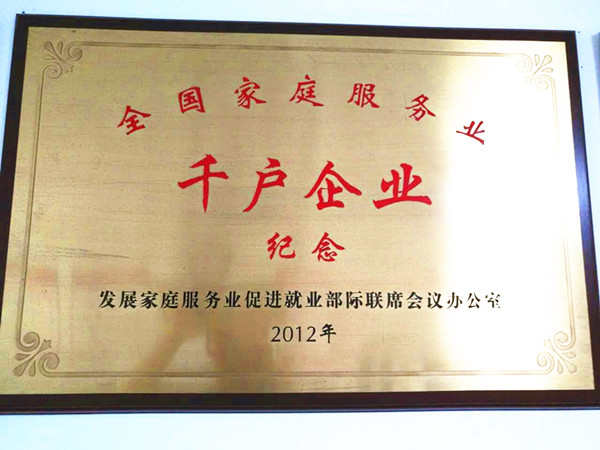 全国家庭服务业
千户企业
纪念
发展家庭服务业促进就业部际联席会议办公室
2012年